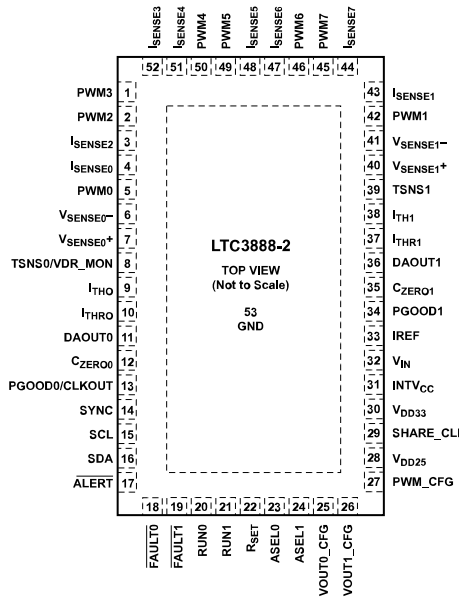 ISENSE3 ISENSE4 PWM4 PWM5 ISENSE5 ISENSE6 PWM6 PWM7 ISENSE7
52 51 50 49 48 47 46 45 44
PWM3 1
PWM2 2
ISENSE2 3
ISENSE0 4
PWM0 5
VSENSE0– 6
VSENSE0+ 7
TSNS0/VDR_MON 8
ITH0 9
ITHR0 10
DAOUT0 11
CZERO0 12
PGOOD0/CLKOUT 13
SYNC 14
SCL 15
SDA 16
ALERT 17
LTC3888-2
TOP VIEW
(Not to Scale)
53
GND
43 ISENSE1
42 PWM1
41 VSENSE1–
40 VSENSE1+
39 TSNS1
38 ITH1
37 ITHR1
36 DAOUT1
35 CZERO1
34 PGOOD1
33 IREF
32 VIN
31 INTVCC
30 VDD33
29 SHARE_CL
28 VDD25
27 PWM_CFG
18 19 20 21 22 23 24 25 26
FAULT0 FAULT1 RUN0 RUN1 RSET ASEL0 ASEL1 VOUT0_CFG VOUT1_CFG